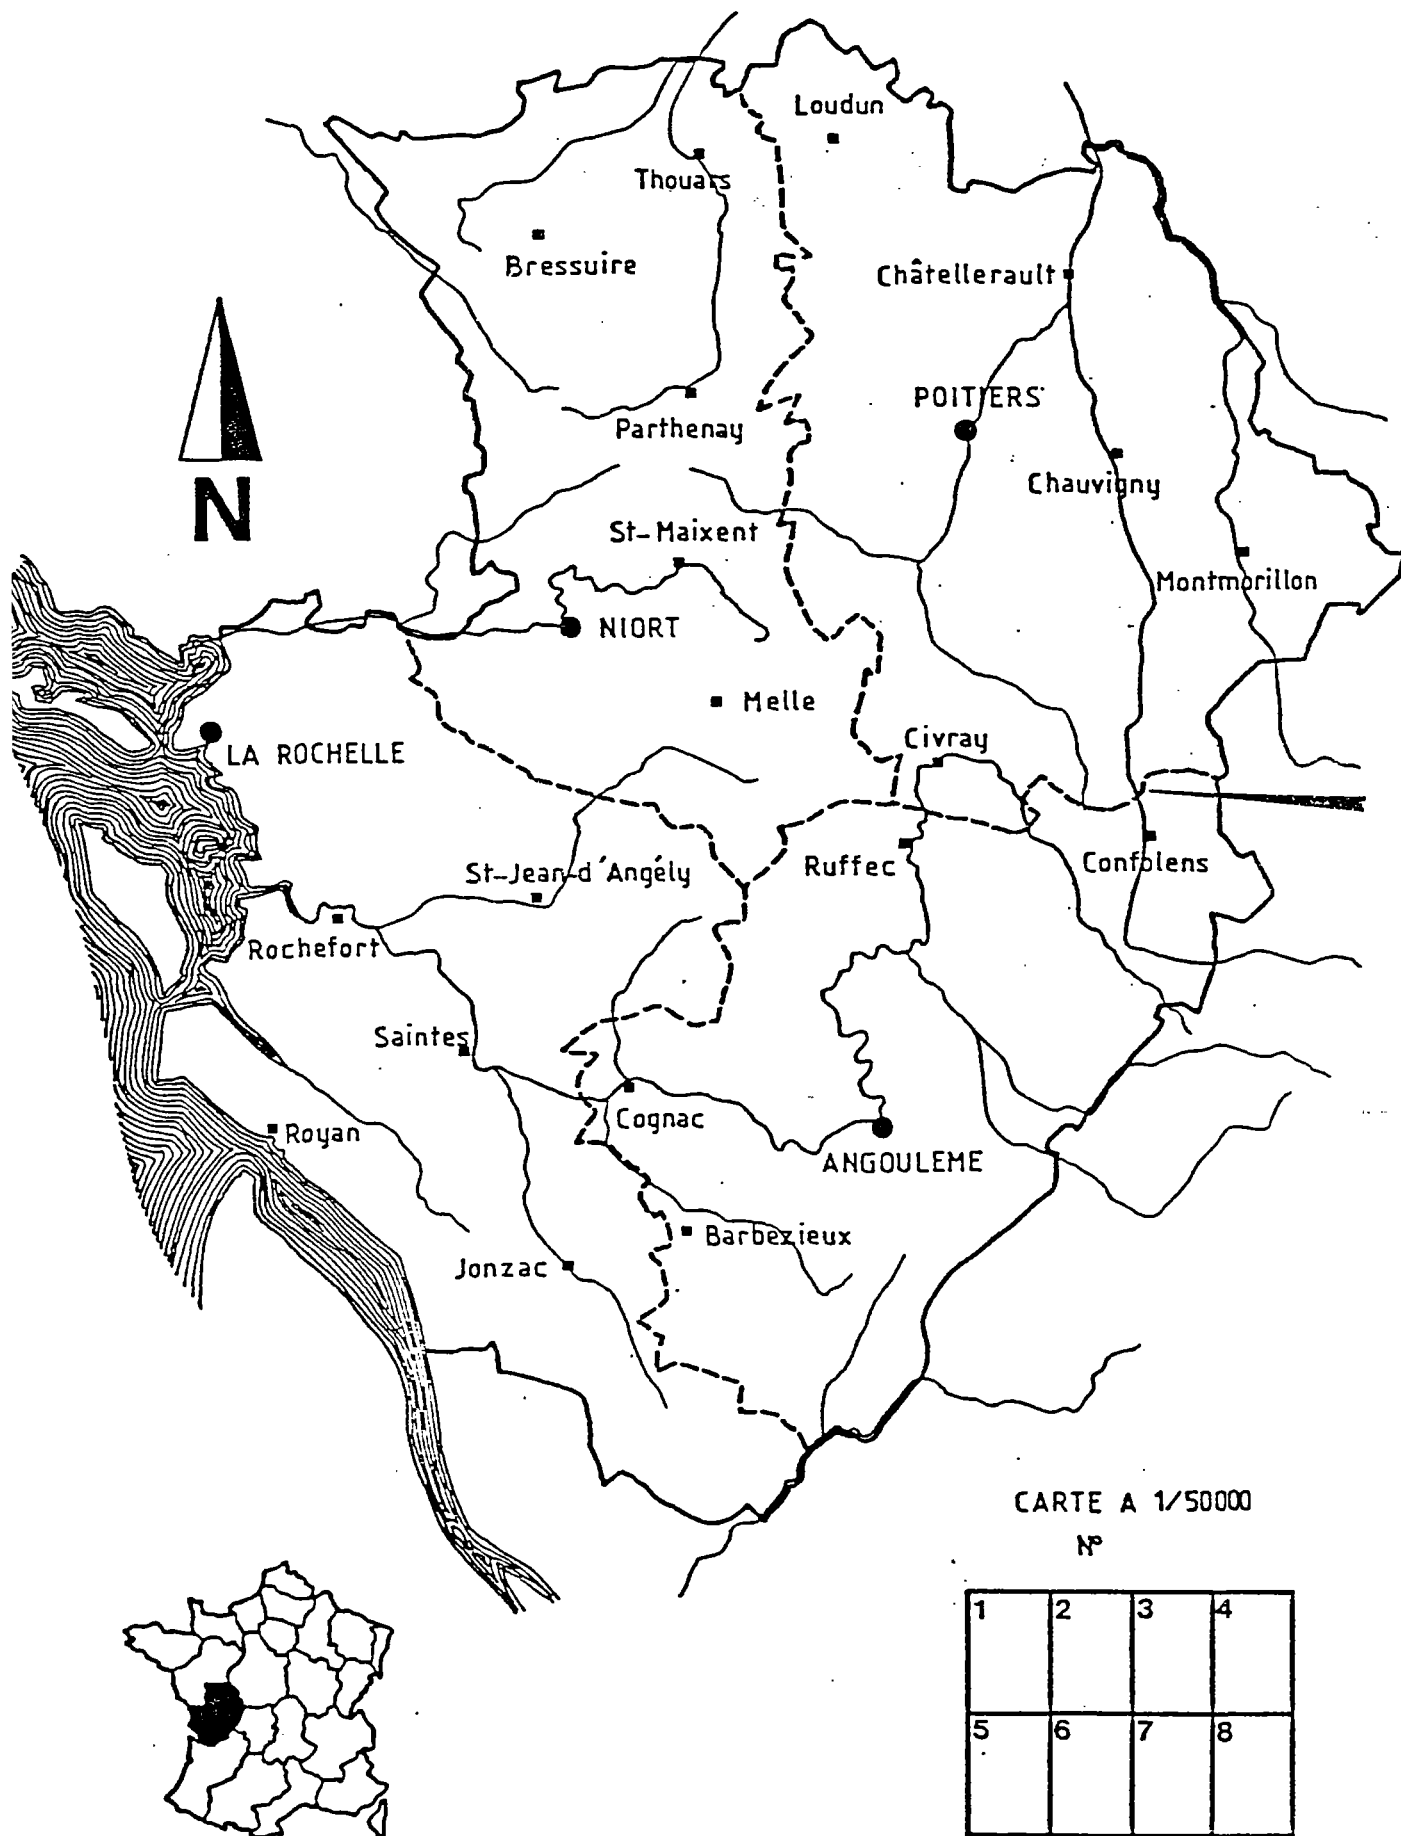 Loudun
Thouars
Bressuire
Châtellerault
POITIERS
Parthenay
Chauvigny
N
St-Maixent
Montmorillon
NIORT
Melle
Civray
LA ROCHELLE
St-Jean-d'Angély
Ruffec
Confolens
Rochefort
Saintes
Cognac
Royan
ANGOULEME
Barbezieux
Jonzac
CARTE A 1/50000
N°
1 2 3 4
5 6 7 8